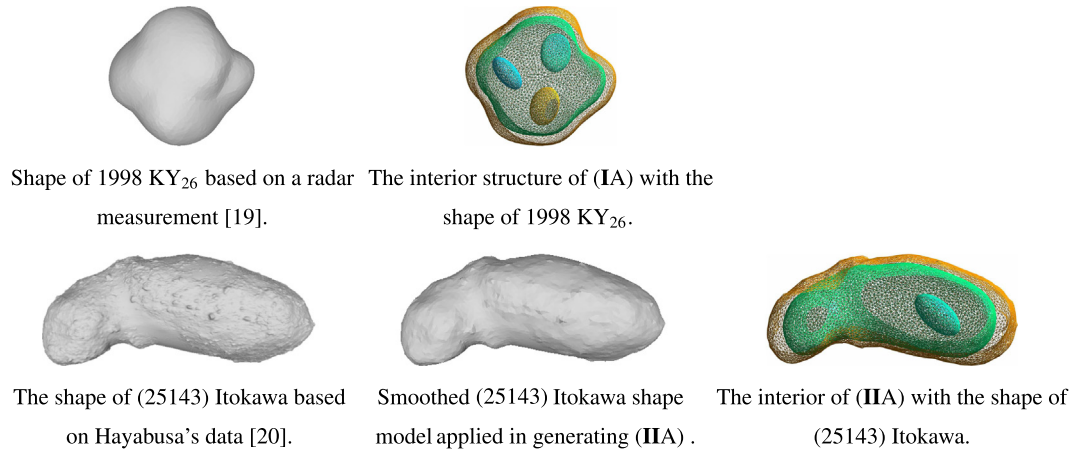 Shape of 1998 KY₂₆ based on a radar
measurement [19].
The interior structure of (IA) with the
shape of 1998 KY₂₆.
The shape of (25143) Itokawa based
on Hayabusa's data [20].
Smoothed (25143) Itokawa shape
model applied in generating (IIA) .
The interior of (IIA) with the shape of
(25143) Itokawa.